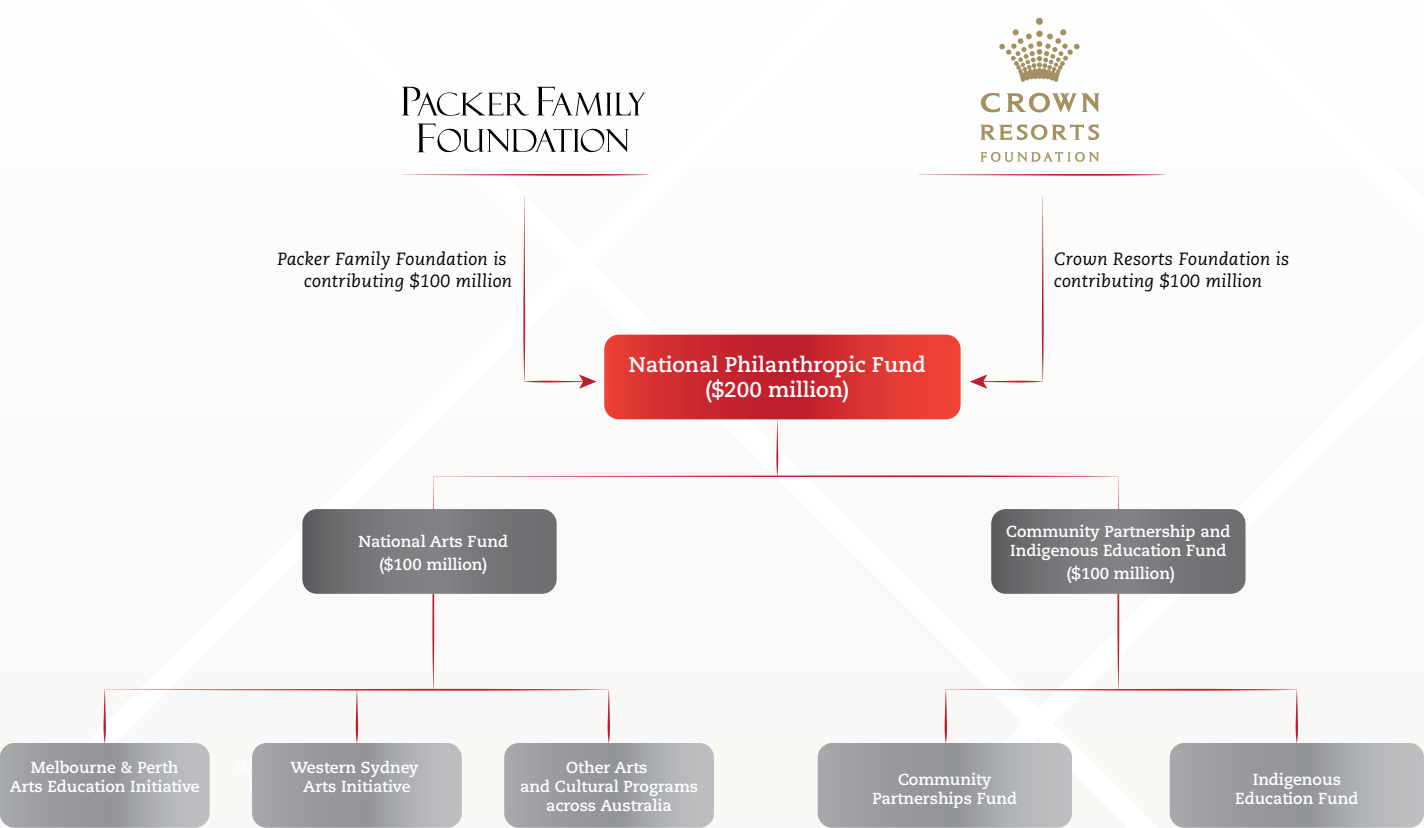 PACKER FAMILY
FOUNDATION
CROWN
RESORTS
FOUNDATION
Packer Family Foundation is
contributing $100 million
Crown Resorts Foundation is
contributing $100 million
National Philanthropic Fund
($200 million)
National Arts Fund
($100 million)
Community Partnership and
Indigenous Education Fund
($100 million)
Melbourne & Perth
Arts Education Initiative
Western Sydney
Arts Initiative
Other Arts
and Cultural Programs
across Australia
Community
Partnerships Fund
Indigenous
Education Fund